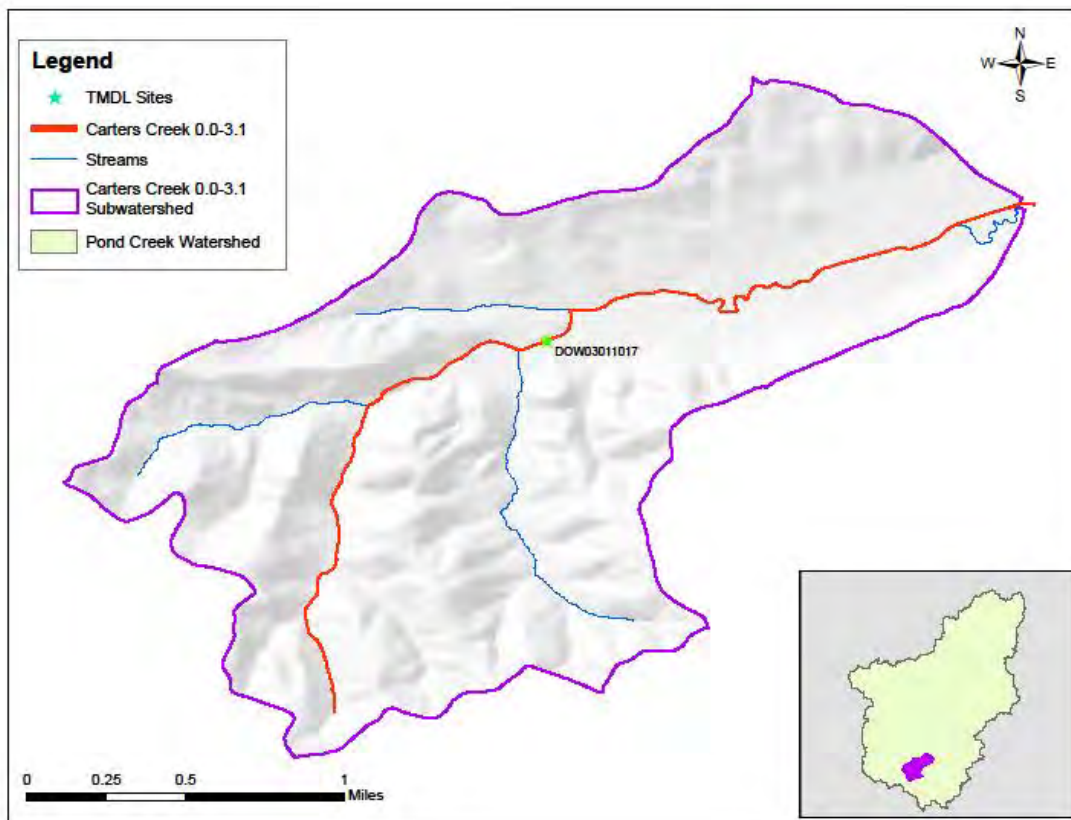 Legend
TMDL Sites
Carters Creek 0.0-3.1
Streams
Carters Creek 0.0-3.1
Subwatershed
Pond Creek Watershed
N
W E
S
DOW03011017
0 0.25 0.5 1
Miles